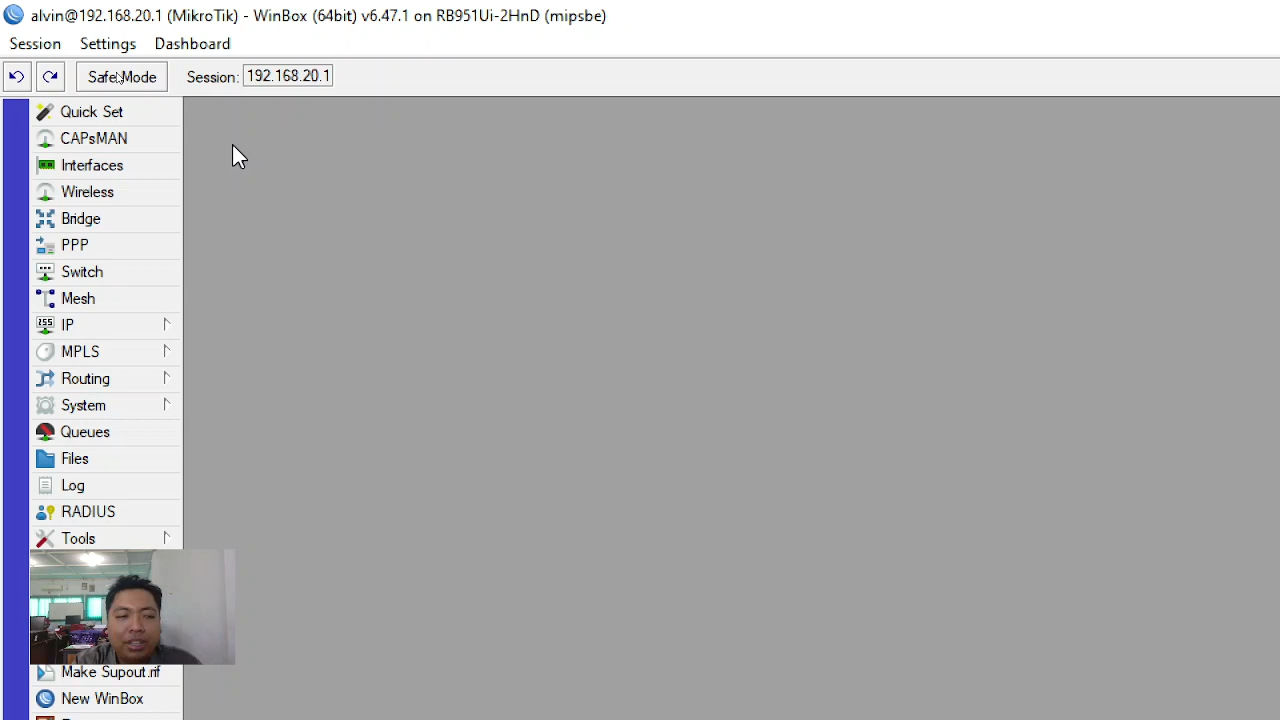 alvin@192.168.20.1 (MikroTik) - WinBox (64bit) v6.47.1 on RB951Ui-2HnD (mipsbe)
Session Settings Dashboard
Safe Mode Session: 192.168.20.1
Quick Set
CAPsMAN
Interfaces
Wireless
Bridge
PPP
Switch
Mesh
255 IP
MPLS
Routing
System
Queues
Files
Log
RADIUS
Tools
Make Supout.rif
New WinBox